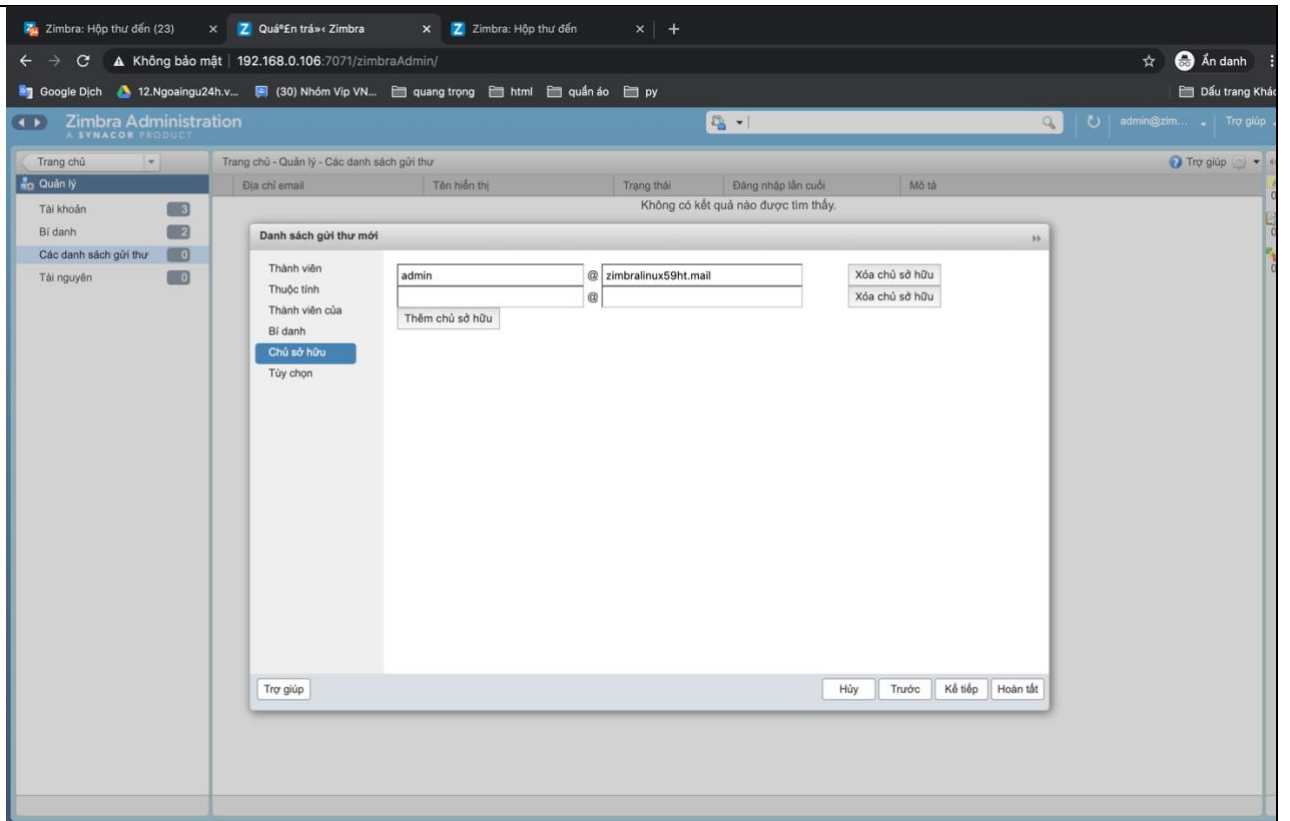 Zimbra: Hộp thư đến (23)
Quáº£n trá»‹ Zimbra
Zimbra: Hộp thư đến
Không bảo mật
192.168.0.106:7071/zimbraAdmin/
Ẩn danh
Google Dịch
12.Ngoaingu24h.v...
(30) Nhóm Vip VN...
quang trọng
html
quần áo
py
Dấu trang Khác
Zimbra Administration
A SYNACOR PRODUCT
admin@zim...
Trợ giúp
Trang chủ
Trang chủ - Quản lý - Các danh sách gửi thư
Trợ giúp
Quản lý
Địa chỉ email
Tên hiển thị
Trạng thái
Đăng nhập lần cuối
Mô tả
Tài khoản 3
Không có kết quả nào được tìm thấy.
Bí danh 2
Các danh sách gửi thư 0
Tài nguyên 0
Danh sách gửi thư mới
Thành viên
Thuộc tính
Thành viên của
Bí danh
Chủ sở hữu
Tùy chọn
admin @ zimbralinux59ht.mail Xóa chủ sở hữu
@ Xóa chủ sở hữu
Thêm chủ sở hữu
Trợ giúp
Hủy
Trước
Kế tiếp
Hoàn tất